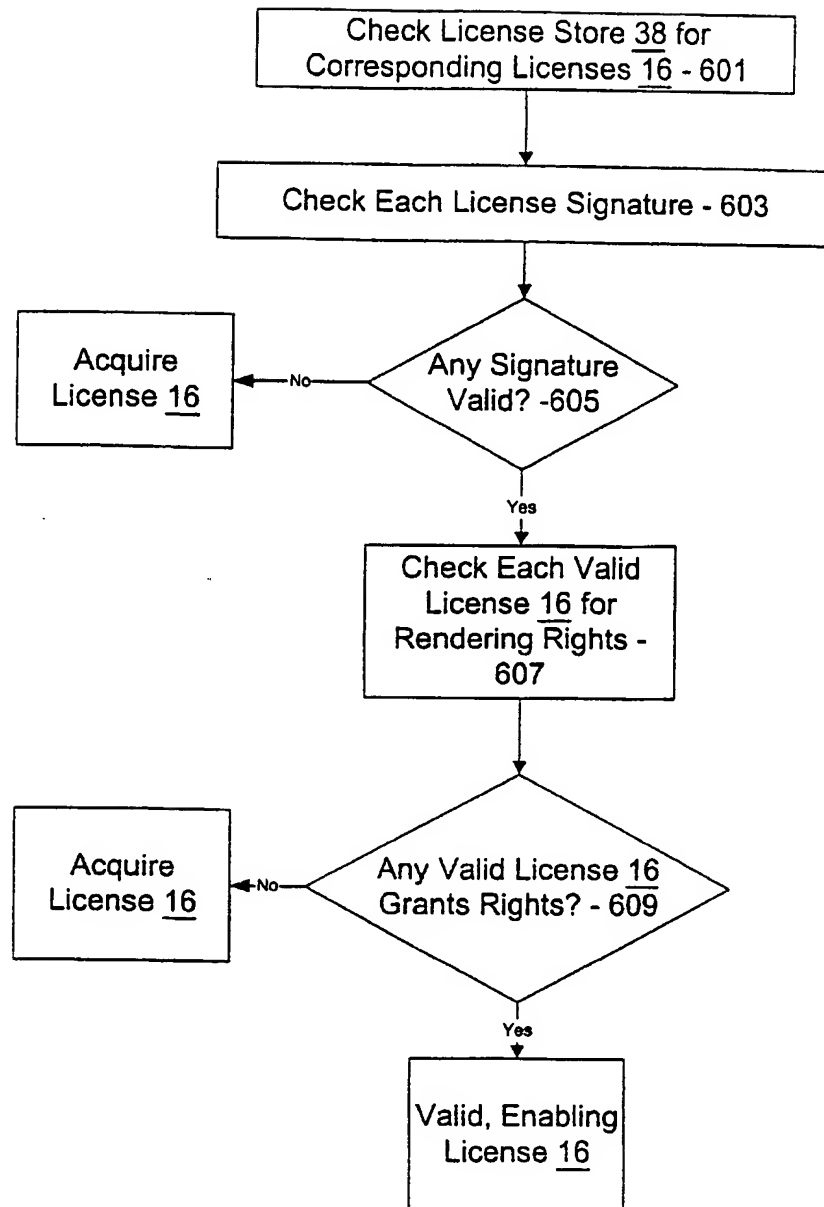 Check License Store 38 for
Corresponding Licenses 16 - 601
Check Each License Signature - 603
Any Signature
Valid? -605
No
Acquire
License 16
Yes
Check Each Valid
License 16 for
Rendering Rights -
607
Any Valid License 16
Grants Rights? - 609
No
Acquire
License 16
Yes
Valid, Enabling
License 16